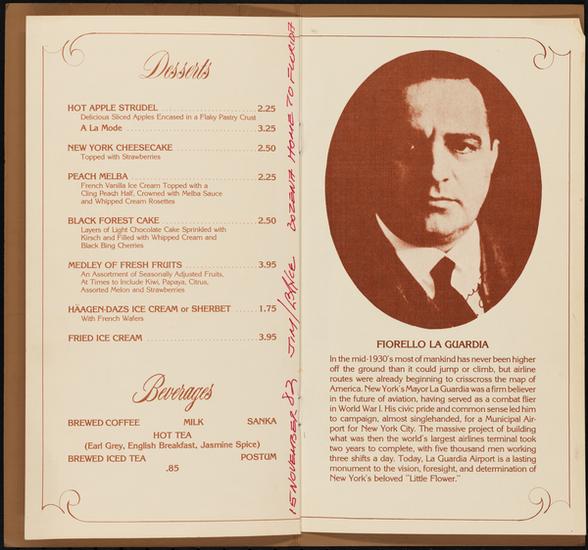 Desserts
HOT APPLE STRUDEL 2.25
Delicious Sliced Apples Encased in a Flaky Pastry Crust
A La Mode 3.25
NEW YORK CHEESECAKE 2.50
Topped with Strawberries
PEACH MELBA 2.25
French Vanilla Ice Cream Topped with a
Cling Peach Half, Crowned with Melba Sauce
and Whipped Cream Rosettes
BLACK FOREST CAKE 2.50
Layers of Light Chocolate Cake Sprinkled with
Kirsch and Filled with Whipped Cream and
Black Bing Cherries
MEDLEY OF FRESH FRUITS 3.95
An Assortment of Seasonally Adjusted Fruits,
At Times to Include Kiwi, Papaya, Citrus,
Assorted Melon and Strawberries
HÄAGEN-DAZS ICE CREAM or SHERBET 1.75
With French Wafers
FRIED ICE CREAM 3.95
Beverages
BREWED COFFEE MILK SANKA
HOT TEA
(Earl Grey, English Breakfast, Jasmine Spice)
BREWED ICED TEA POSTUM
.85
15 NOVEMBER 83 JIM HOME TO FLORIDA
FIORELLO LA GUARDIA
In the mid-1930's most of mankind has never been higher
off the ground than it could jump or climb, but airline
routes were already beginning to crisscross the map of
America. New York's Mayor La Guardia was a firm believer
in the future of aviation, having served as a combat flier
in World War I. His civic pride and common sense led him
to campaign, almost singlehanded, for a Municipal Air-
port for New York City. The massive project of building
what was then the world's largest airlines terminal took
two years to complete, with five thousand men working
three shifts a day. Today, La Guardia Airport is a lasting
monument to the vision, foresight, and determination of
New York's beloved "Little Flower."